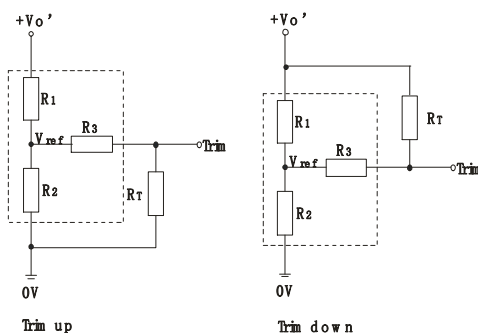 +Vo'
R1
Vref
R3
Trim
R2
RT
0V
Trim up
+Vo'
R1
RT
Vref
R3
Trim
R2
0V
Trim down